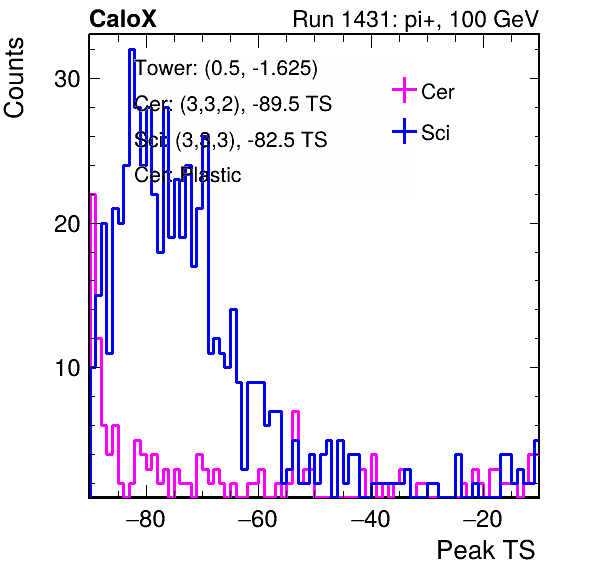 CaloX Run 1431: pi+, 100 GeV
Counts
Tower: (0.5, -1.625)
Cer: (3,3,2), -89.5 TS
Sci: (3,3,3), -82.5 TS
Cer: Plastic
Cer
Sci
30
20
10
−80 −60 −40 −20
Peak TS